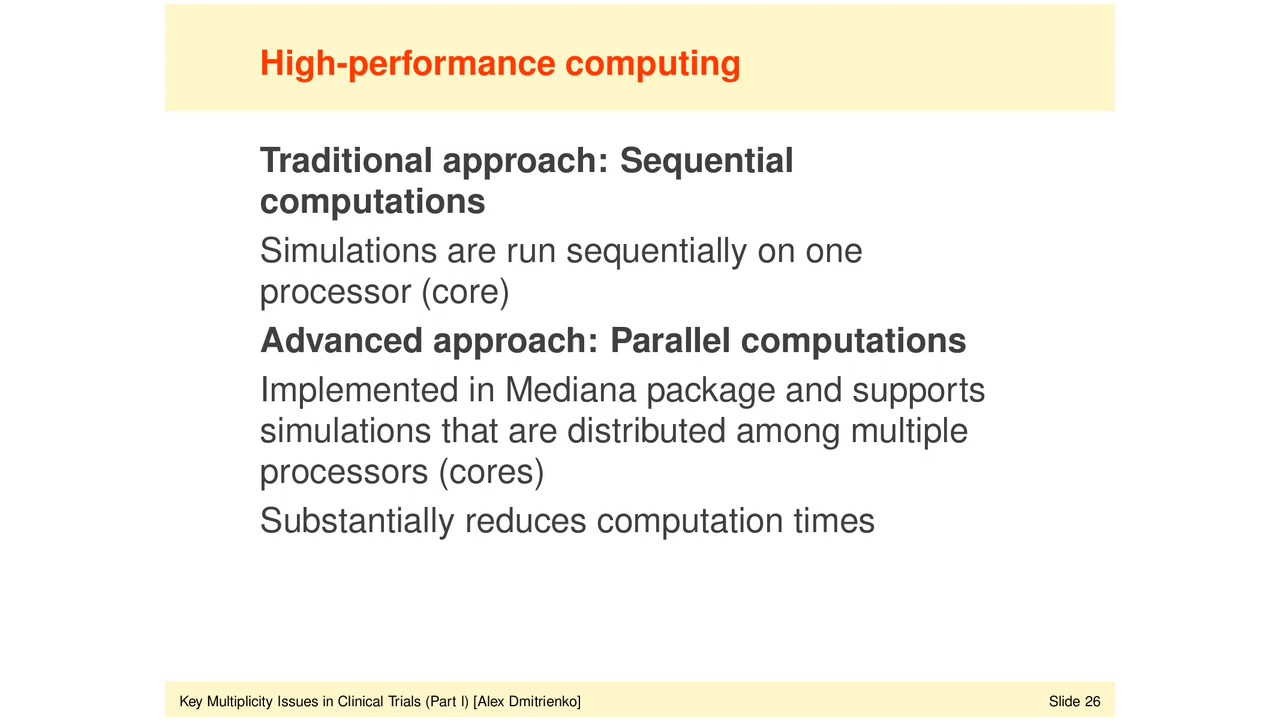 High-performance computing
Traditional approach: Sequential
computations
Simulations are run sequentially on one
processor (core)
Advanced approach: Parallel computations
Implemented in Mediana package and supports
simulations that are distributed among multiple
processors (cores)
Substantially reduces computation times
Key Multiplicity Issues in Clinical Trials (Part I) [Alex Dmitrienko]
Slide 26